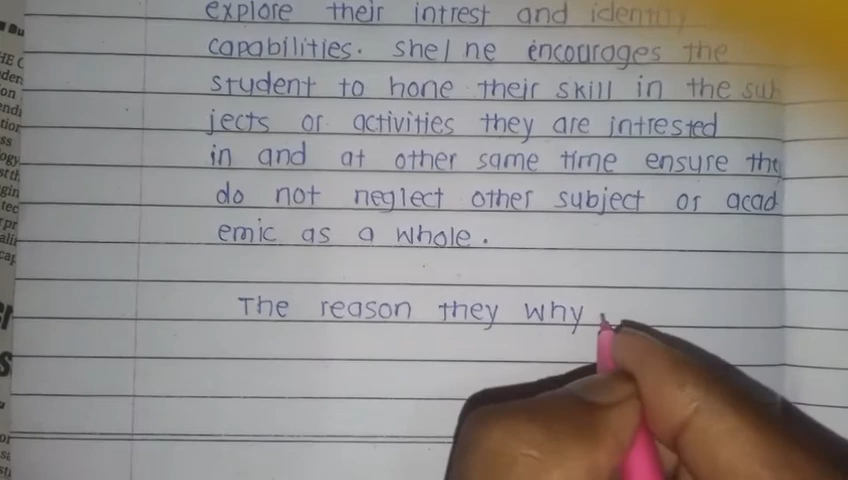 explore their intrest and identity
capabilities. she/ne encourages the
student to hone their skill in the sub
jects or activities they are intrested
in and at other same time ensure the
do not neglect other subject or acad
emic as a whole.
The reason they why